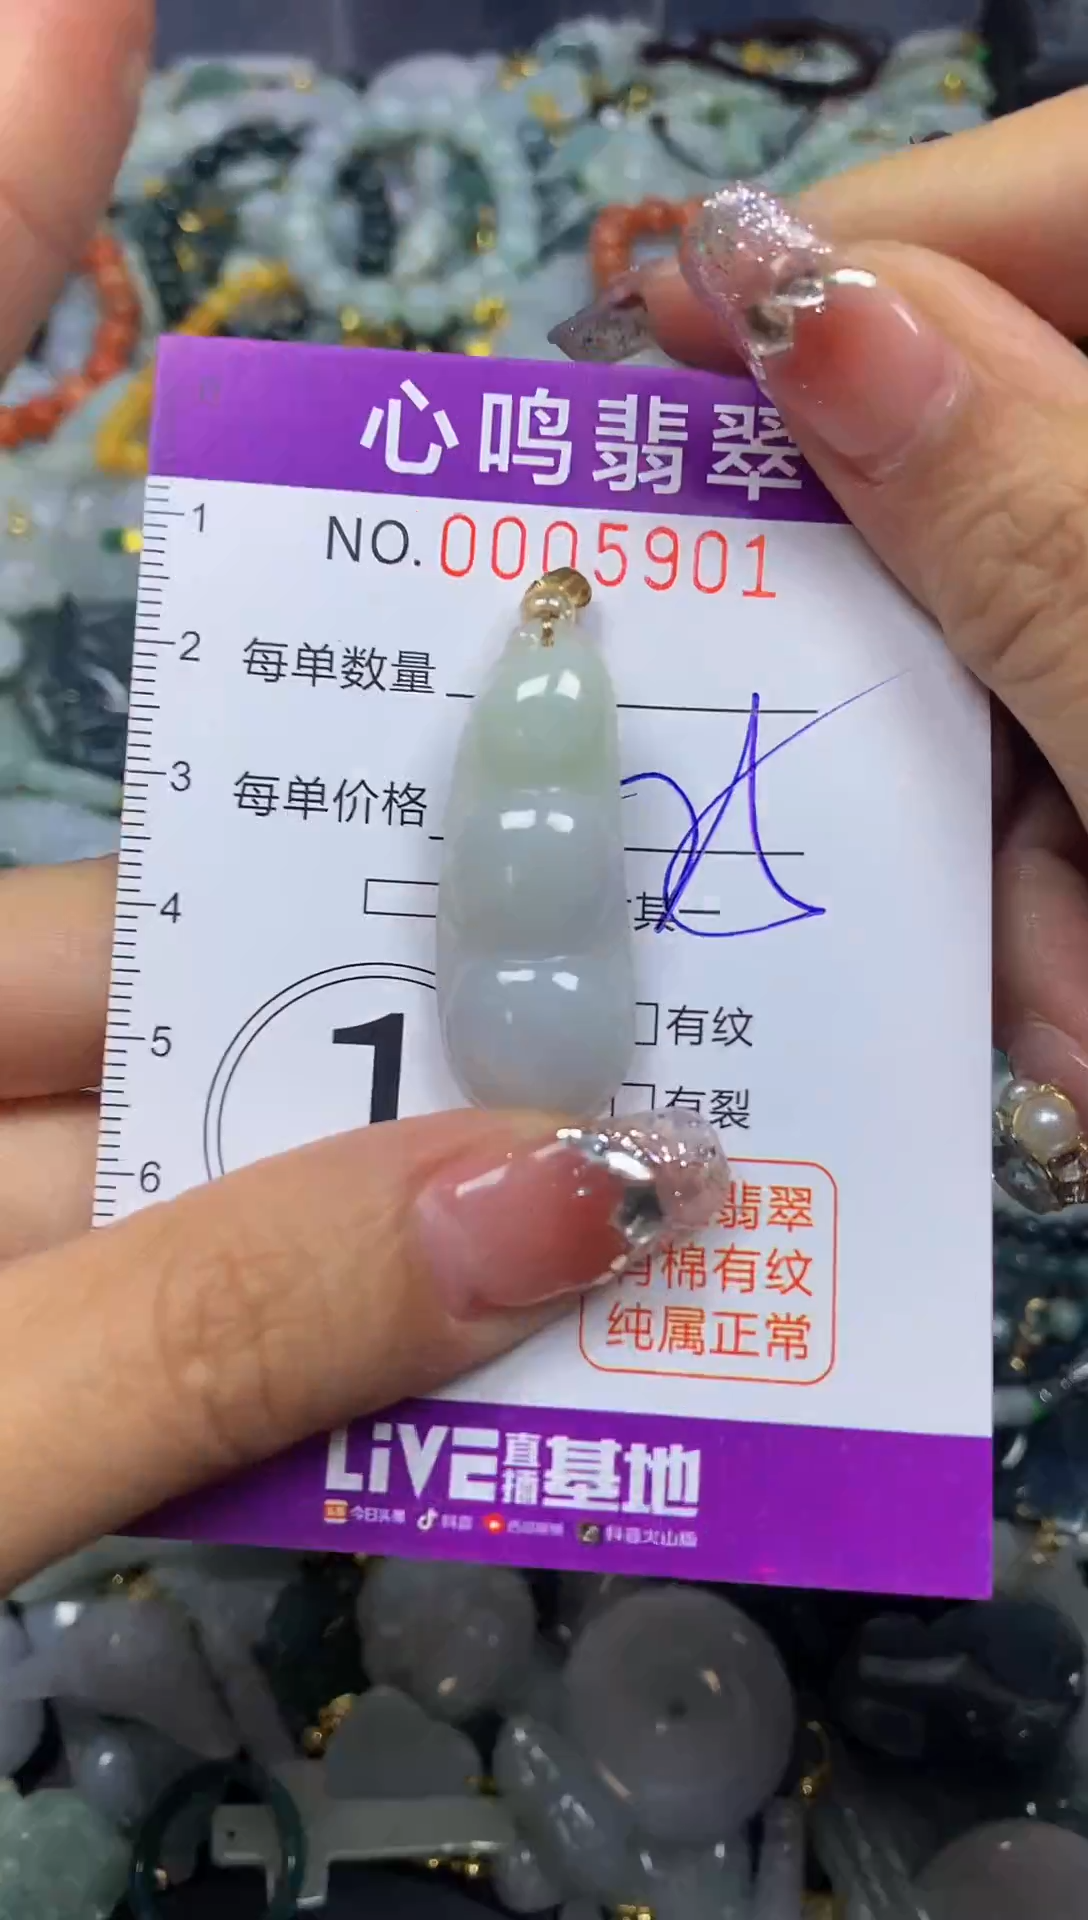 心鸣翡翠
NO.0005901
1
2
3
4
5
6
每单数量
每单价格
其一
1
有纹
有裂
翡翠
有棉有纹
纯属正常
LiVE直播基地
今日头条 抖音 西瓜视频 抖音火山版